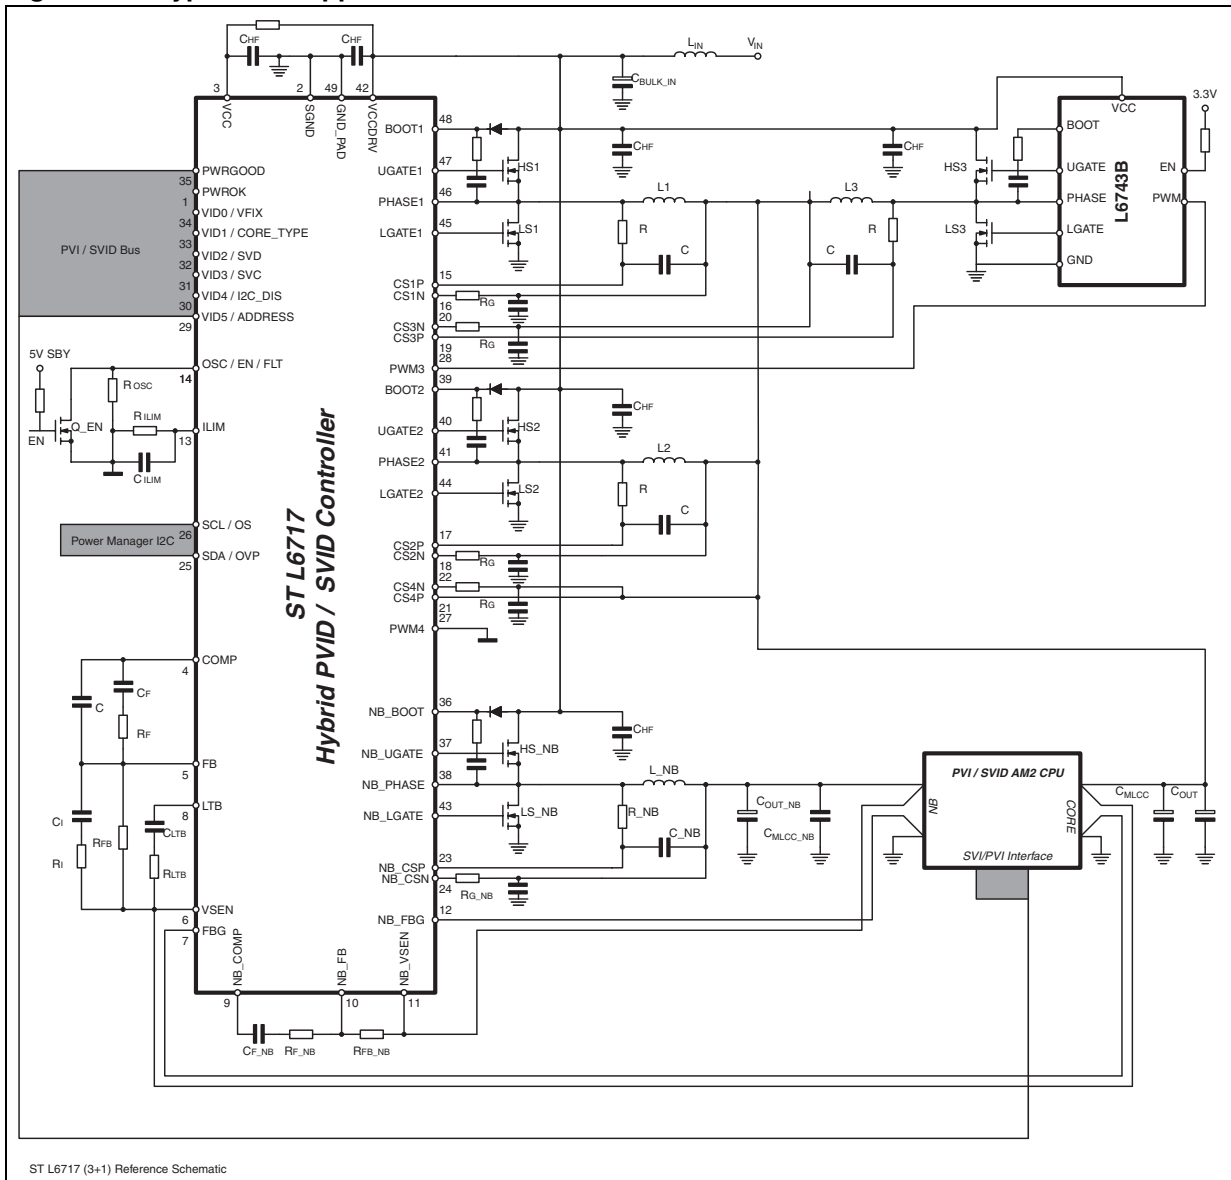 C HF
C HF
L IN
V IN
C BULK_IN
3
2
49
42
VCC
SGND
GND_PAD
VCCDRV
48
BOOT1
47
UGATE1
46
PHASE1
45
LGATE1
HS1
LS1
C HF
C HF
L1
L3
R
C
R
C
HS3
LS3
VCC
BOOT
UGATE
PHASE
LGATE
GND
EN
PWM
L6743B
3.3V
PWRGOOD
35
PWROK
1
VID0 / VFIX
34
VID1 / CORE_TYPE
33
VID2 / SVD
32
VID3 / SVC
31
VID4 / I2C_DIS
30
VID5 / ADDRESS
29
PVI / SVID Bus
15
CS1P
CS1N
16
RG
20
CS3N
CS3P
19
RG
28
PWM3
39
BOOT2
40
UGATE2
41
PHASE2
44
LGATE2
HS2
LS2
C HF
L2
R
C
17
CS2P
CS2N
18
RG
22
CS4N
CS4P
21
RG
27
PWM4
5V SBY
EN
Q_EN
R OSC
R ILIM
C ILIM
OSC / EN / FLT
14
ILIM
13
Power Manager I2C
SCL / OS
26
SDA / OVP
25
ST L6717
Hybrid PVID / SVID Controller
COMP
4
C
CF
RF
FB
5
LTB
8
CI
RI
RFB
CLTB
RLTB
VSEN
6
FBG
7
36
NB_BOOT
37
NB_UGATE
38
NB_PHASE
43
NB_LGATE
HS_NB
LS_NB
C HF
L_NB
R_NB
C_NB
COUT_NB
CMLCC_NB
23
NB_CSP
NB_CSN
24
RG_NB
12
NB_FBG
NB_COMP
NB_FB
NB_VSEN
9
10
11
CF_NB
RF_NB
RFB_NB
PVI / SVID AM2 CPU
NB
CORE
SVI/PVI Interface
CMLCC
COUT
ST L6717 (3+1) Reference Schematic